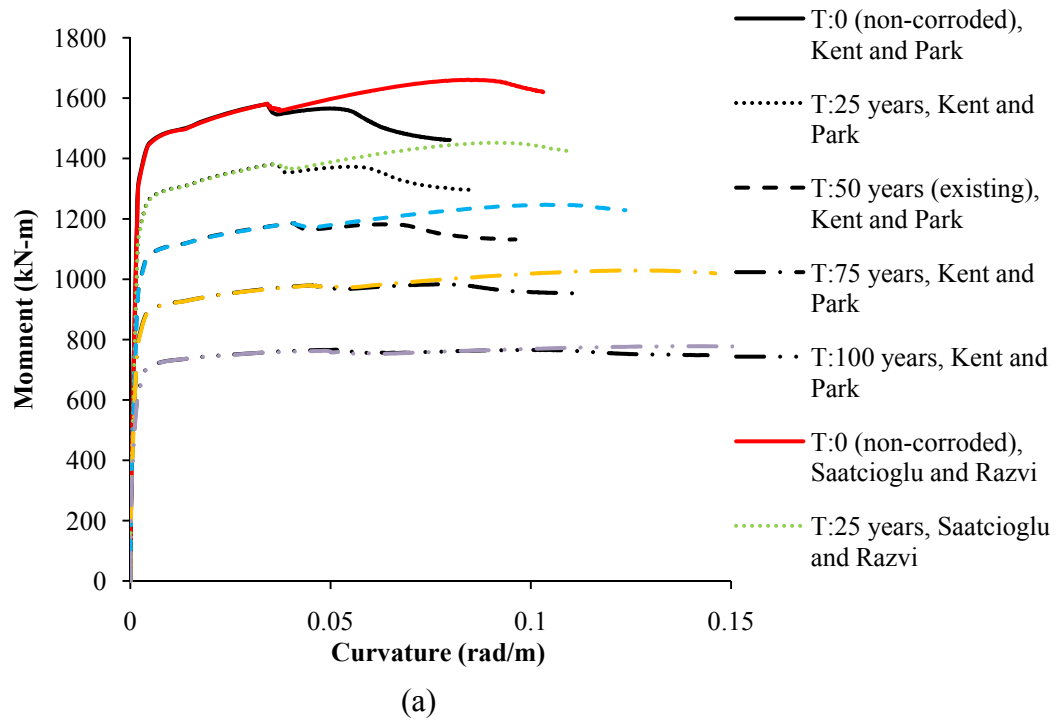 1800
1600
1400
1200
1000
800
600
400
200
0
Momnent (kN-m)
0
0.05
0.1
0.15
Curvature (rad/m)
(a)
T:0 (non-corroded),
Kent and Park
T:25 years, Kent and
Park
T:50 years (existing),
Kent and Park
T:75 years, Kent and
Park
T:100 years, Kent and
Park
T:0 (non-corroded),
Saatcioglu and Razvi
T:25 years, Saatcioglu
and Razvi